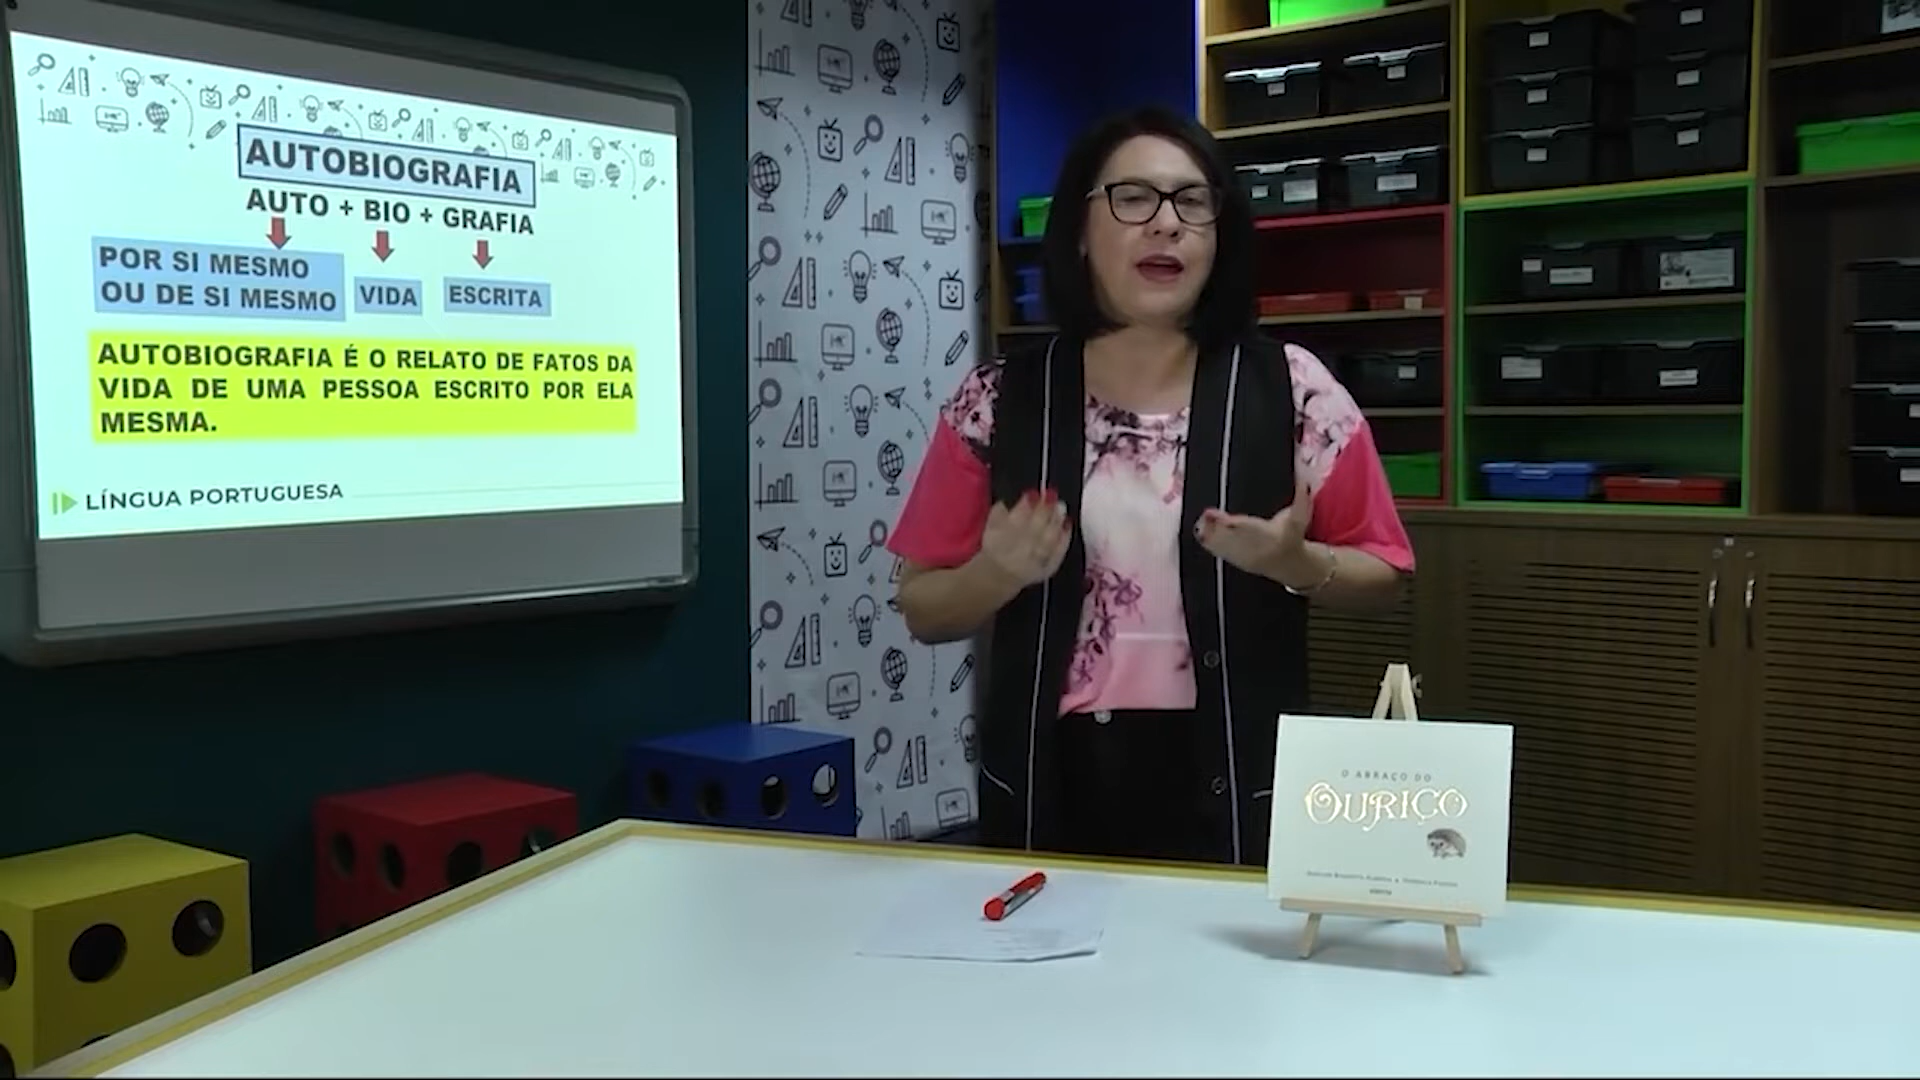 AUTOBIOGRAFIA
AUTO + BIO + GRAFIA
POR SI MESMO
OU DE SI MESMO
VIDA
ESCRITA
AUTOBIOGRAFIA É O RELATO DE FATOS DA
VIDA DE UMA PESSOA ESCRITO POR ELA
MESMA.
LÍNGUA PORTUGUESA
O ABRAÇO DO
OURIÇO